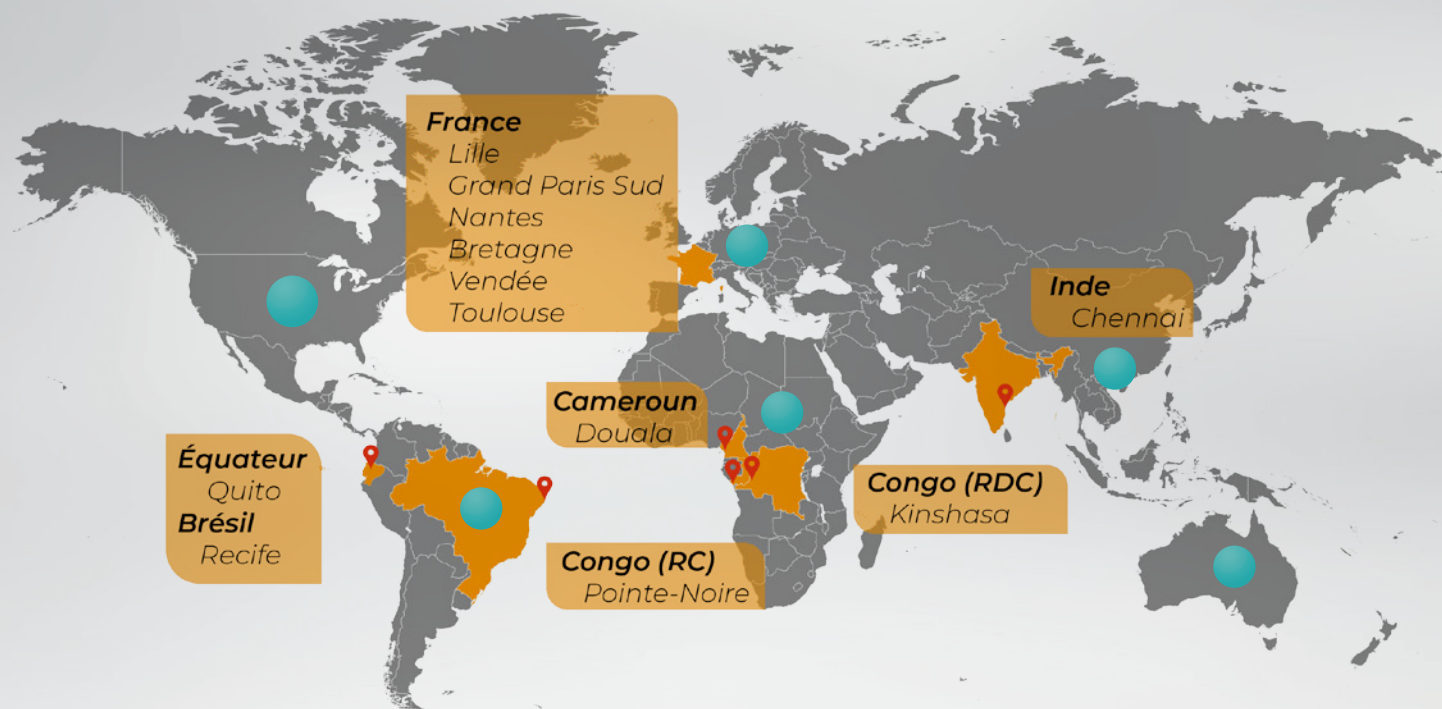 France
Lille
Grand Paris Sud
Nantes
Bretagne
Vendée
Toulouse
Inde
Chennai
Cameroun
Douala
Équateur
Quito
Brésil
Recife
Congo (RDC)
Kinshasa
Congo (RC)
Pointe-Noire